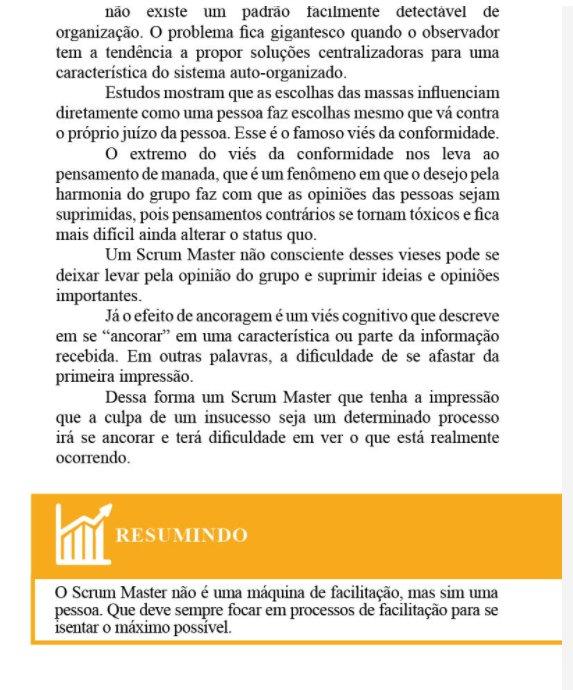 não existe um padrão facilmente detectável de
organização. O problema fica gigantesco quando o observador
tem a tendência a propor soluções centralizadoras para uma
característica do sistema auto-organizado.
Estudos mostram que as escolhas das massas influenciam
diretamente como uma pessoa faz escolhas mesmo que vá contra
o próprio juízo da pessoa. Esse é o famoso viés da conformidade.
O extremo do viés da conformidade nos leva ao
pensamento de manada, que é um fenômeno em que o desejo pela
harmonia do grupo faz com que as opiniões das pessoas sejam
suprimidas, pois pensamentos contrários se tornam tóxicos e fica
mais difícil ainda alterar o status quo.
Um Scrum Master não consciente desses vieses pode se
deixar levar pela opinião do grupo e suprimir ideias e opiniões
importantes.
Já o efeito de ancoragem é um viés cognitivo que descreve
em se “ancorar” em uma característica ou parte da informação
recebida. Em outras palavras, a dificuldade de se afastar da
primeira impressão.
Dessa forma um Scrum Master que tenha a impressão
que a culpa de um insucesso seja um determinado processo
irá se ancorar e terá dificuldade em ver o que está realmente
ocorrendo.
RESUMINDO
O Scrum Master não é uma máquina de facilitação, mas sim uma
pessoa. Que deve sempre focar em processos de facilitação para se
isentar o máximo possível.